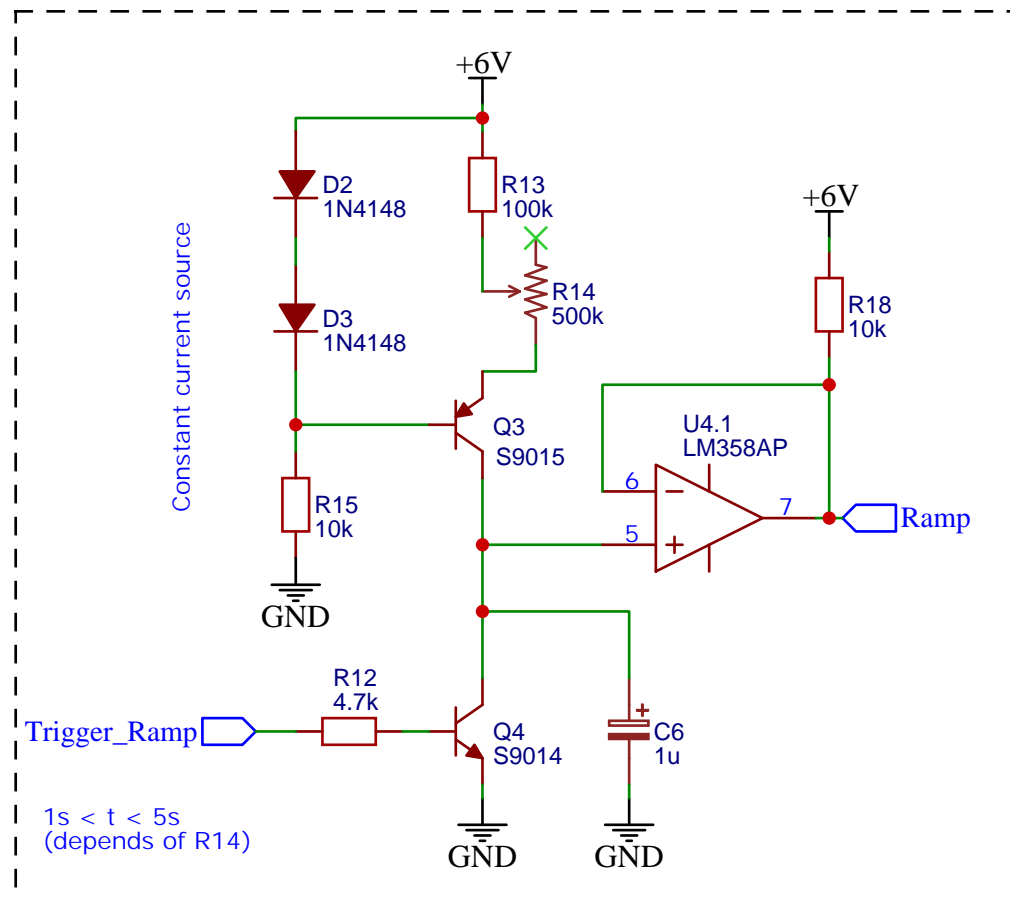 +6V
D2
1N4148
R13
100k
+6V
Constant current source
R14
500k
R18
10k
D3
1N4148
Q3
S9015
U4.1
LM358AP
6
7
Ramp
5
R15
10k
GND
R12
4.7k
Trigger_Ramp
Q4
S9014
C6
1u
1s < t < 5s
(depends of R14)
GND
GND